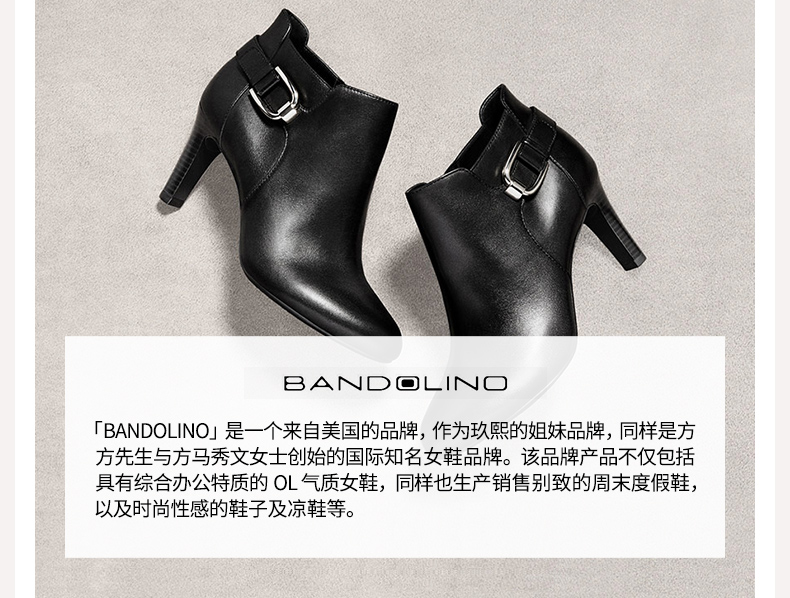 BANDOLINO
「BANDOLINO」是一个来自美国的品牌，作为玖熙的姐妹品牌，同样是方
方先生与方马秀文女士创始的国际知名女鞋品牌。该品牌产品不仅包括
具有综合办公特质的 OL 气质女鞋，同样也生产销售别致的周末度假鞋，
以及时尚性感的鞋子及凉鞋等。